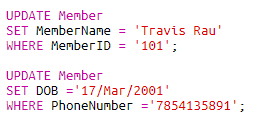 UPDATE Member
SET MemberName = 'Travis Rau'
WHERE MemberID = '101';
UPDATE Member
SET DOB ='17/Mar/2001'
WHERE PhoneNumber ='7854135891';